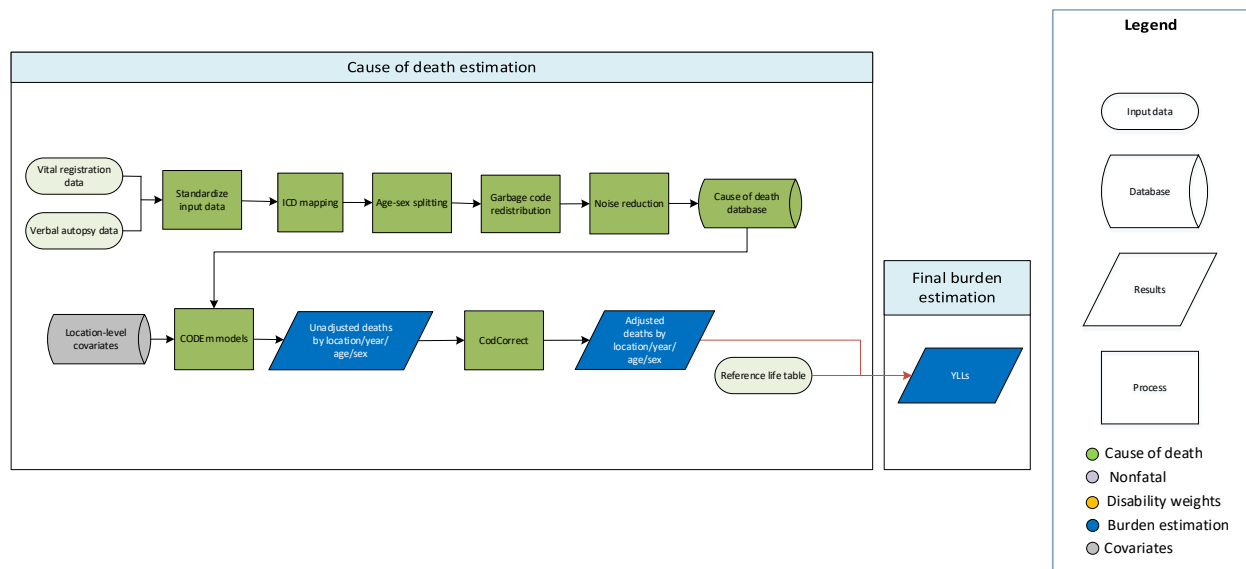 Cause of death estimation
Vital registration
data
Verbal autopsy data
Standardize
input data
ICD mapping
Age-sex splitting
Garbage code
redistribution
Noise reduction
Cause of death
database
Location-level
covariates
CODEm models
Unadjusted deaths
by location/year/
age/sex
CodCorrect
Adjusted
deaths by
location/year/
age/sex
Reference life table
Final burden
estimation
YLLs
Legend
Input data
Database
Results
Process
Cause of death
Nonfatal
Disability weights
Burden estimation
Covariates